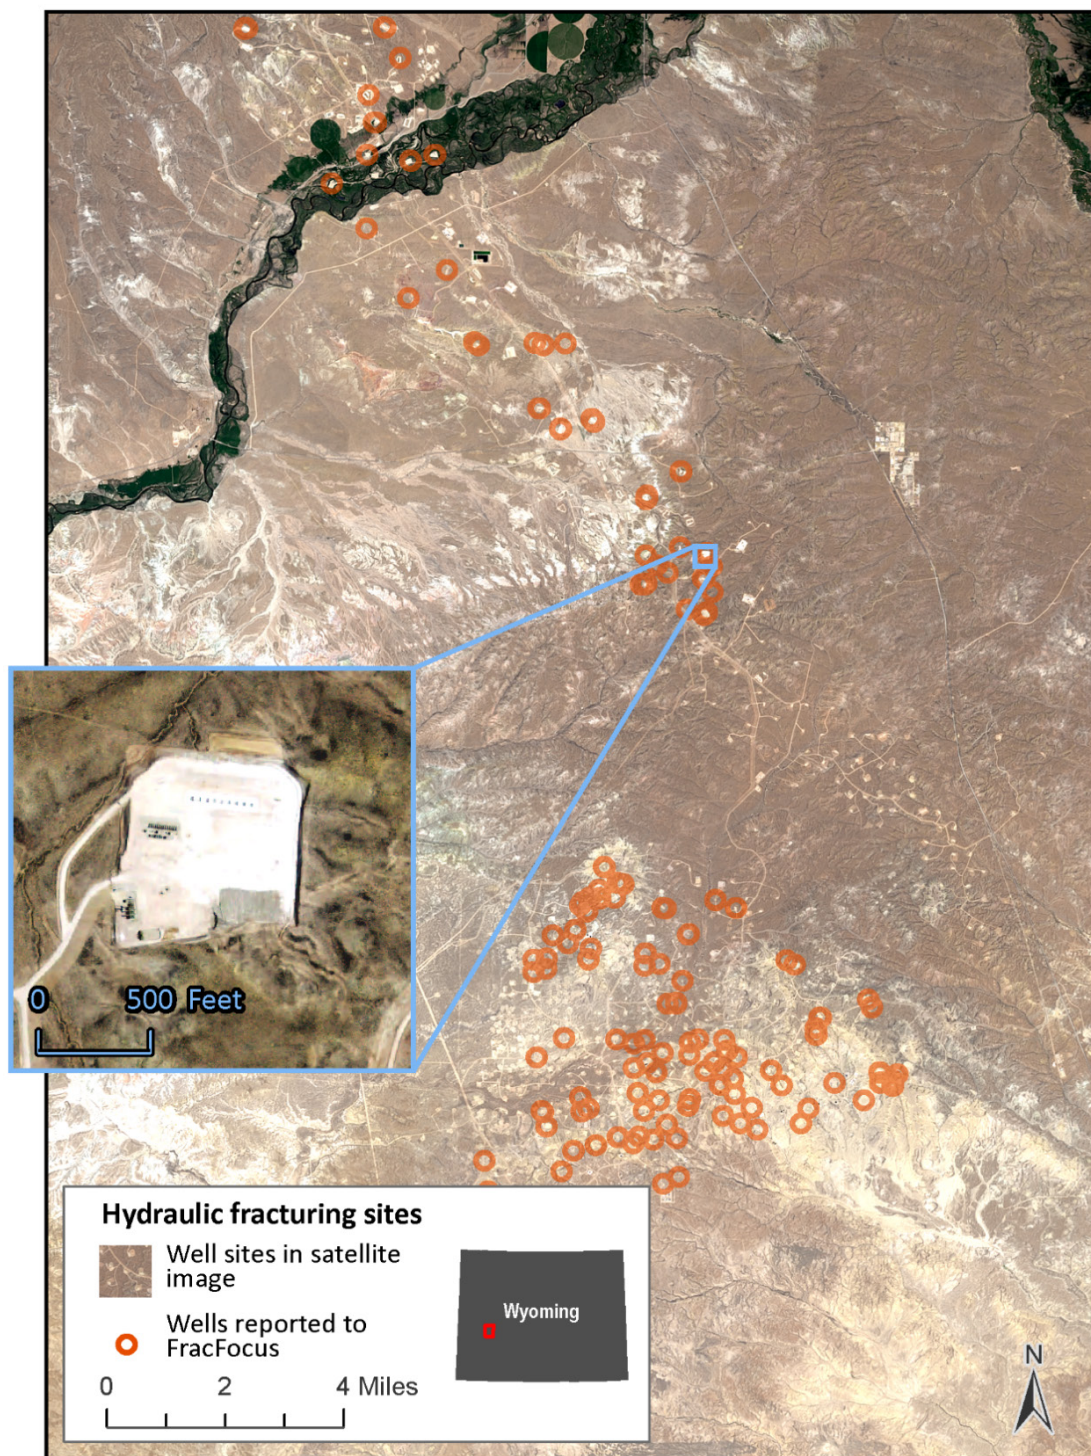 0 500 Feet
Hydraulic fracturing sites
Well sites in satellite
image
Wells reported to
FracFocus
0 2 4 Miles
Wyoming
N